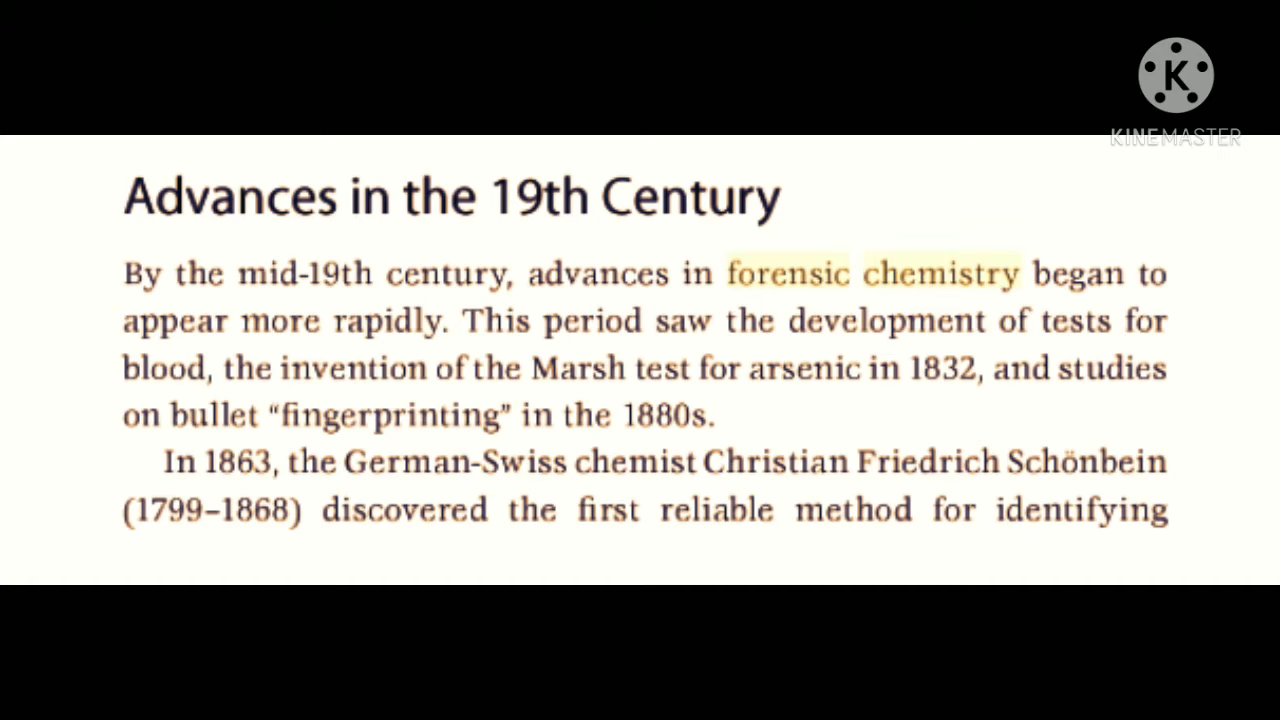 K
KINEMASTER
Advances in the 19th Century
By the mid-19th century, advances in forensic chemistry began to
appear more rapidly. This period saw the development of tests for
blood, the invention of the Marsh test for arsenic in 1832, and studies
on bullet “fingerprinting” in the 1880s.
In 1863, the German-Swiss chemist Christian Friedrich Schönbein
(1799–1868) discovered the first reliable method for identifying